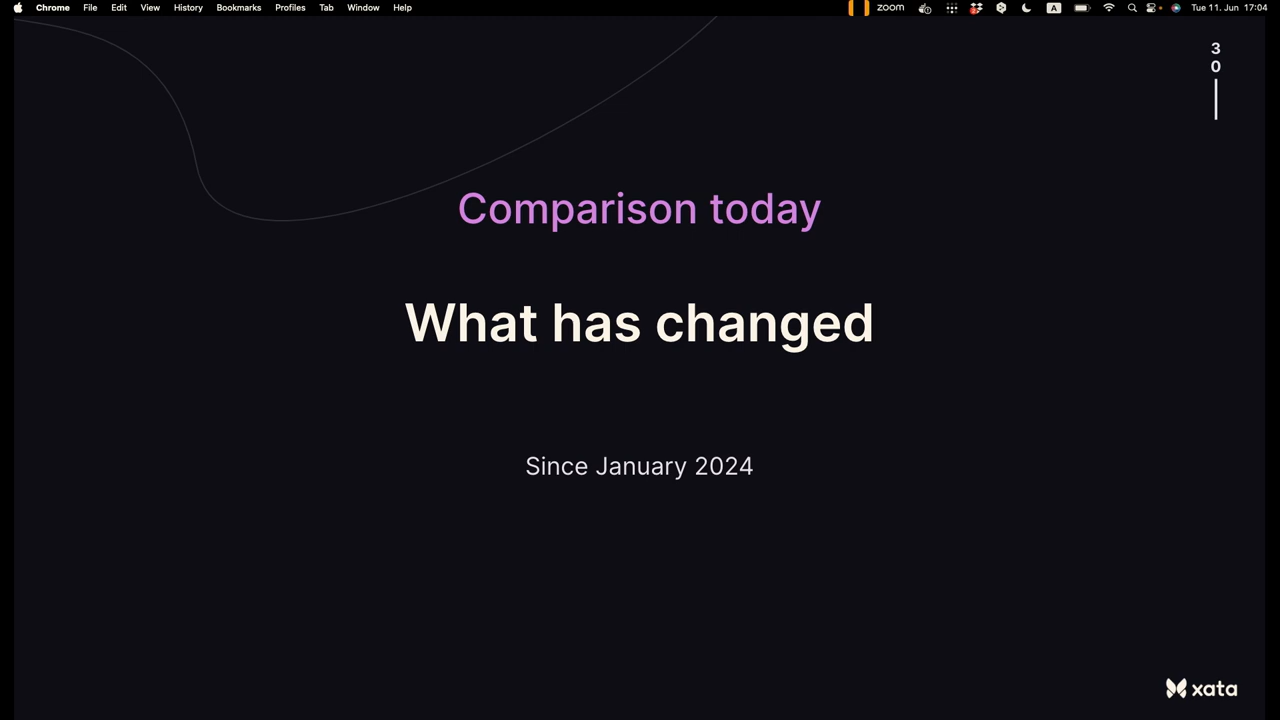 Chrome File Edit View History Bookmarks Profiles Tab Window Help zoom A Tue 11. Jun 17:04
3
0
Comparison today
What has changed
Since January 2024
xata